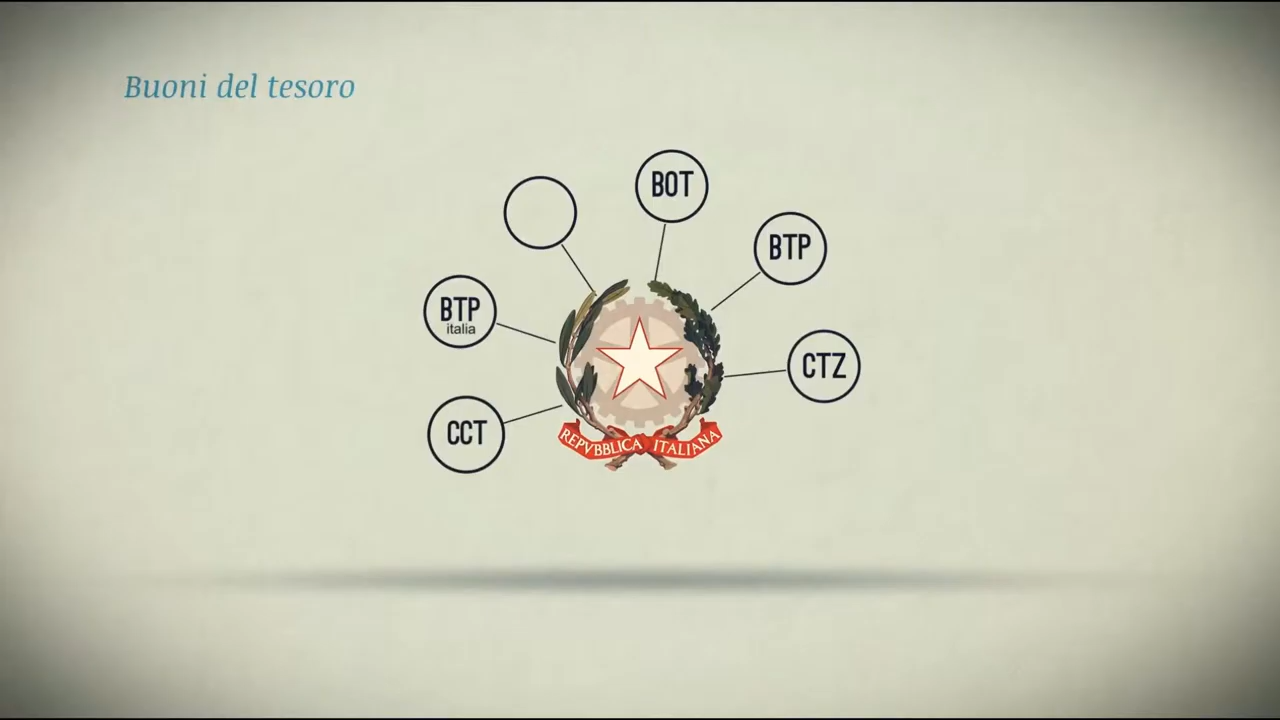 Buoni del tesoro
BOT
BTP
BTP
italia
CTZ
CCT
REPVBBLICA ITALIANA